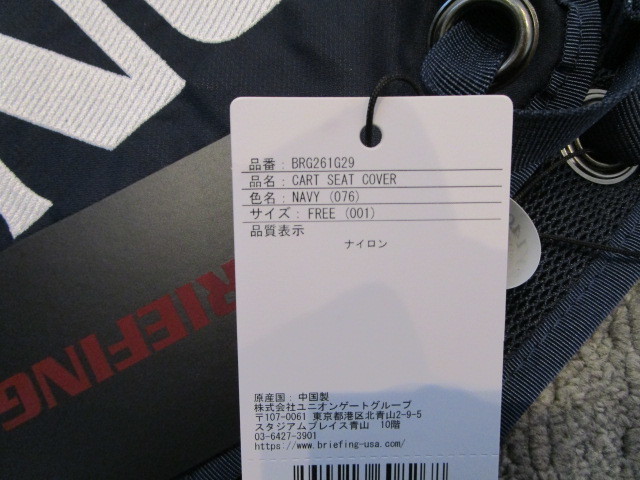 品番: BRG261G29
品名: CART SEAT COVER
色名: NAVY (076)
サイズ: FREE (001)
品質表示
ナイロン
BRIEFING
原産国: 中国製
株式会社ユニオンゲートグループ
〒107-0061 東京都港区北青山2-9-5
スタジアムプレイス青山 10階
03-6427-3901
https://www.briefing-usa.com/